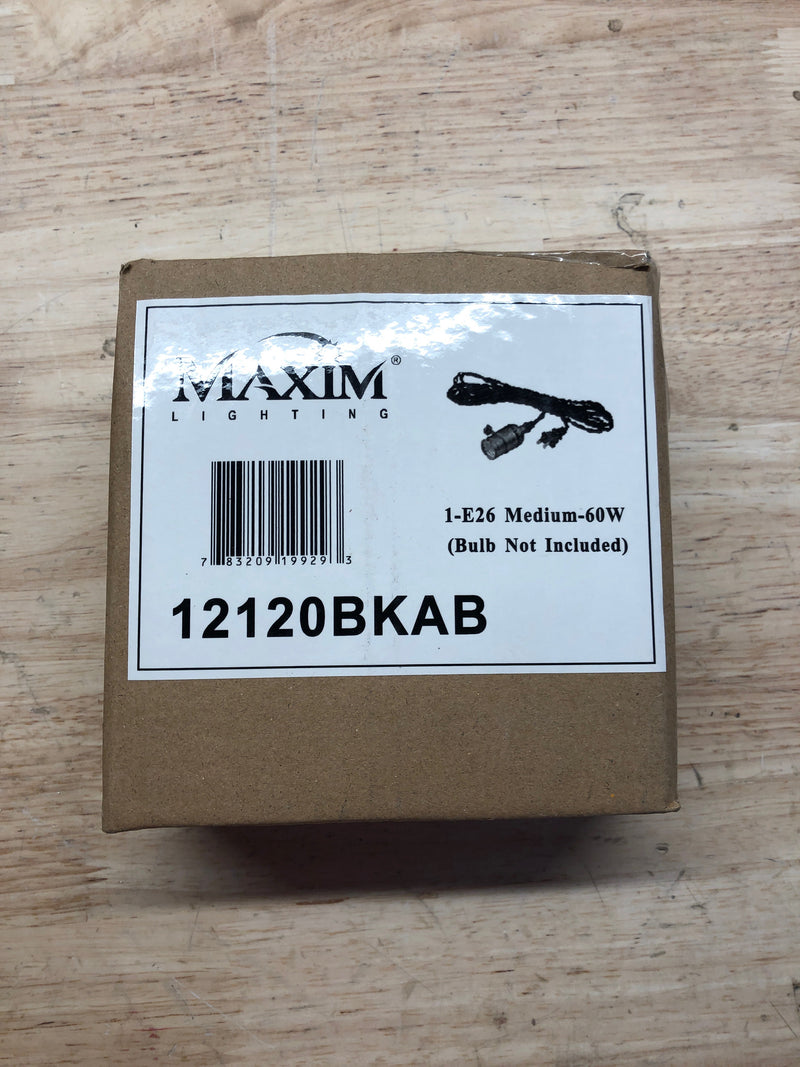 MAXIM®
LIGHTING
7 83209 19929 3
1-E26 Medium-60W
(Bulb Not Included)
12120BKAB